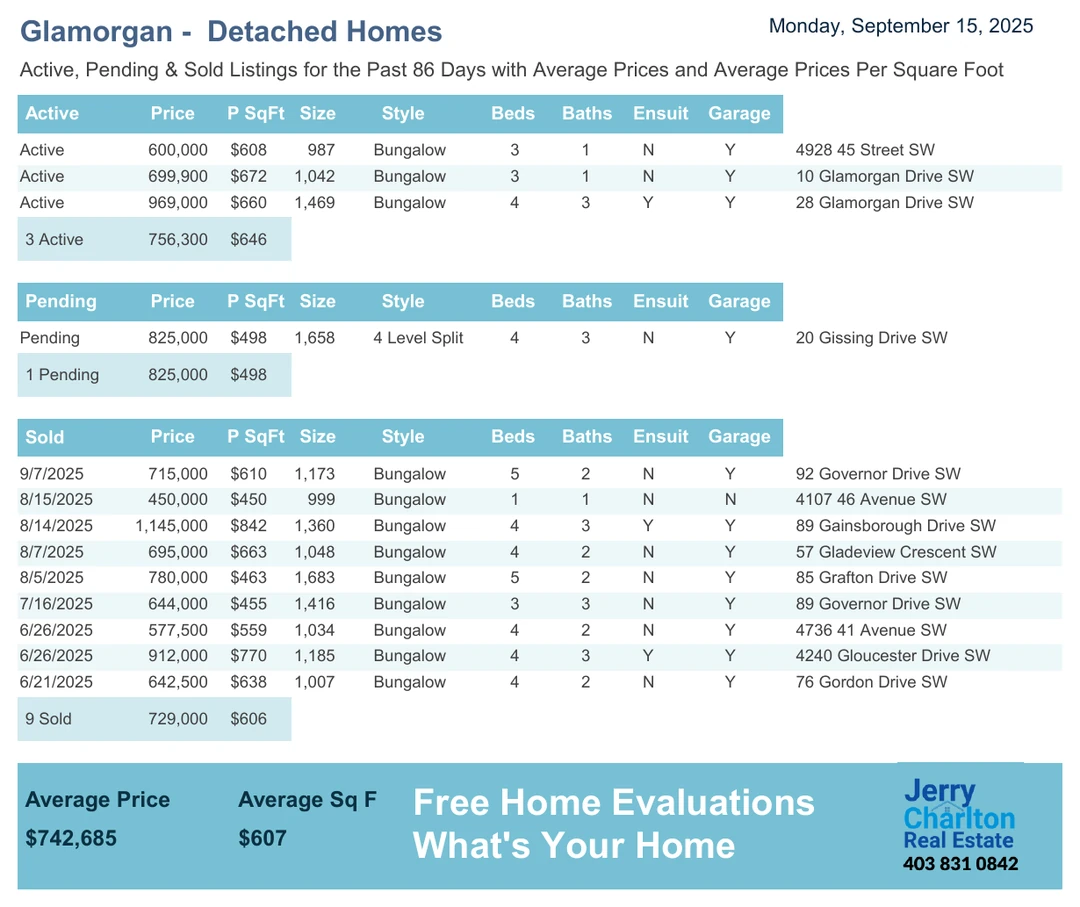 Glamorgan - Detached Homes
Monday, September 15, 2025
Active, Pending & Sold Listings for the Past 86 Days with Average Prices and Average Prices Per Square Foot
Active Price P SqFt Size Style Beds Baths Ensuit Garage
Active 600,000 $608 987 Bungalow 3 1 N Y 4928 45 Street SW
Active 699,900 $672 1,042 Bungalow 3 1 N Y 10 Glamorgan Drive SW
Active 969,000 $660 1,469 Bungalow 4 3 Y Y 28 Glamorgan Drive SW
3 Active 756,300 $646
Pending Price P SqFt Size Style Beds Baths Ensuit Garage
Pending 825,000 $498 1,658 4 Level Split 4 3 N Y 20 Gissing Drive SW
1 Pending 825,000 $498
Sold Price P SqFt Size Style Beds Baths Ensuit Garage
9/7/2025 715,000 $610 1,173 Bungalow 5 2 N Y 92 Governor Drive SW
8/15/2025 450,000 $450 999 Bungalow 1 1 N N 4107 46 Avenue SW
8/14/2025 1,145,000 $842 1,360 Bungalow 4 3 Y Y 89 Gainsborough Drive SW
8/7/2025 695,000 $663 1,048 Bungalow 4 2 N Y 57 Gladeview Crescent SW
8/5/2025 780,000 $463 1,683 Bungalow 5 2 N Y 85 Grafton Drive SW
7/16/2025 644,000 $455 1,416 Bungalow 3 3 N Y 89 Governor Drive SW
6/26/2025 577,500 $559 1,034 Bungalow 4 2 N Y 4736 41 Avenue SW
6/26/2025 912,000 $770 1,185 Bungalow 4 3 Y Y 4240 Gloucester Drive SW
6/21/2025 642,500 $638 1,007 Bungalow 4 2 N Y 76 Gordon Drive SW
9 Sold 729,000 $606
Average Price Average Sq F
$742,685 $607
Free Home Evaluations
What's Your Home
Jerry
Charlton
Real Estate
403 831 0842